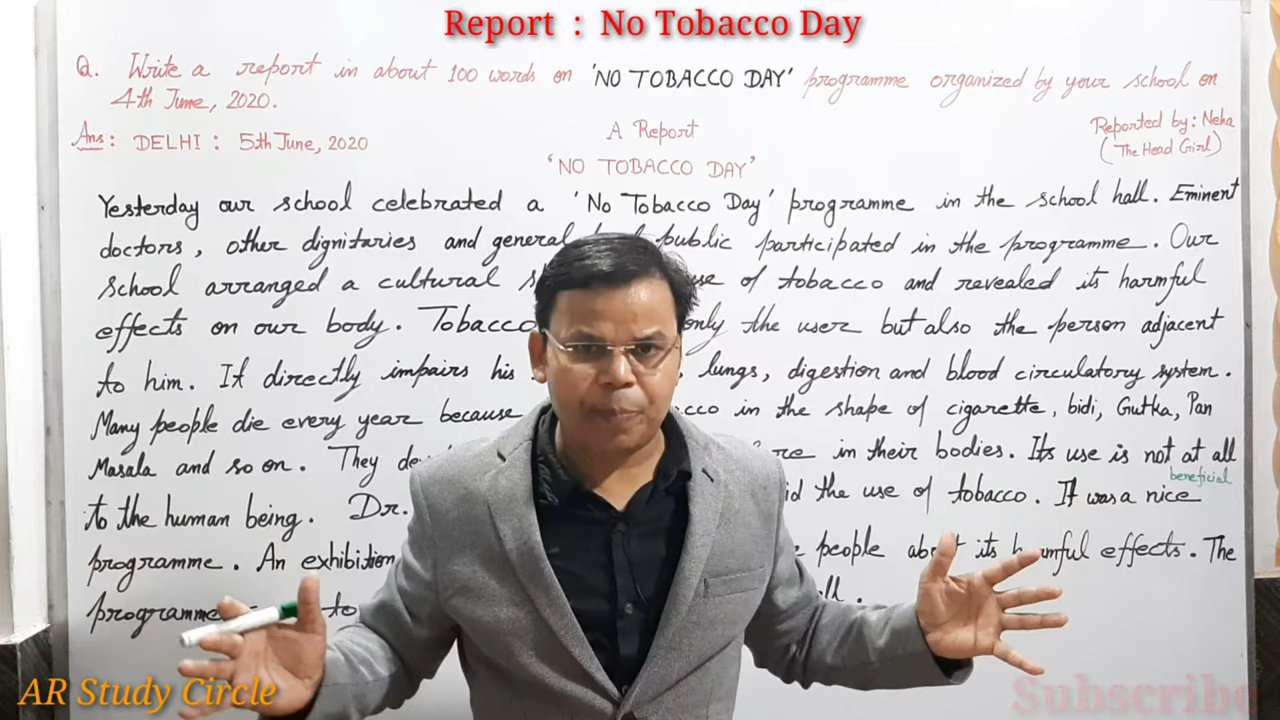 Report : No Tobacco Day
Q. Write a report in about 100 words on 'NO TOBACCO DAY' programme organized by your school on
4th June, 2020.
Ans: DELHI : 5th June, 2020
A Report
Reported by: Neha
(The Head Girl)
'NO TOBACCO DAY'
Yesterday our school celebrated a 'No Tobacco Day' programme in the school hall. Eminent
doctors, other dignitaries and general public participated in the programme. Our
school arranged a cultural of tobacco and revealed its harmful
effects on our body. Tobacco only the user but also the person adjacent
to him. It directly impairs his lungs, digestion and blood circulatory system.
Many people die every year because in the shape of cigarette, bidi, Gutka, Pan
Masala and so on. They in their bodies. Its use is not at all
beneficial
to the human being. Dr. the use of tobacco. It was a nice
programme. An exhibition people about its harmful effects. The
programme to
AR Study Circle
Subscribe